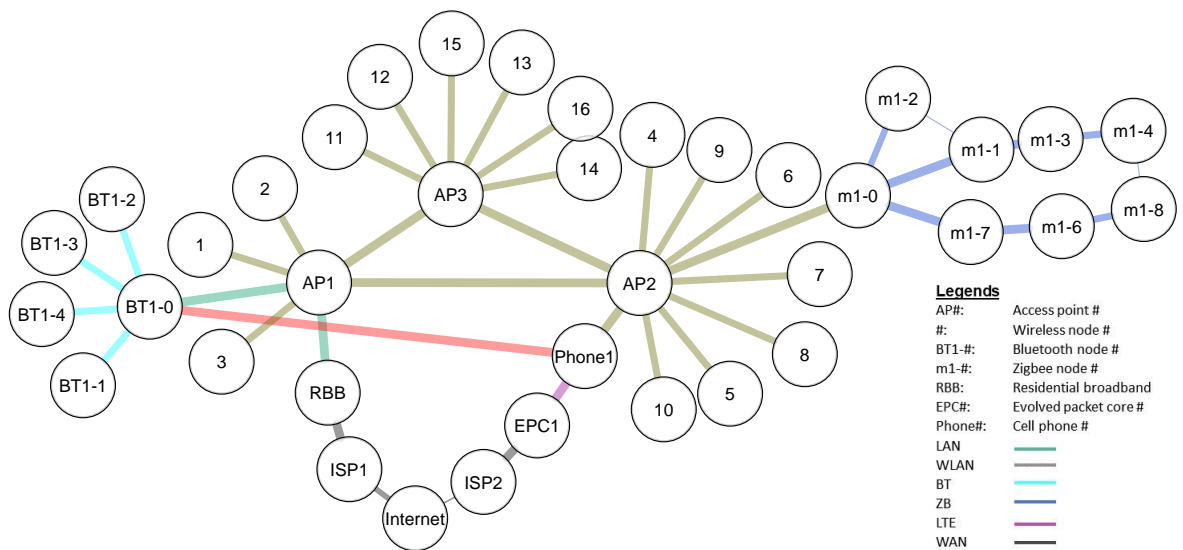 15
12
13
16
11
14
4
9
6
m1-2
m1-1
m1-3
m1-4
m1-0
m1-7
m1-6
m1-8
2
AP3
BT1-2
BT1-3
1
AP1
AP2
7
BT1-4
BT1-0
BT1-1
3
Phone1
8
RBB
10
5
EPC1
ISP1
ISP2
Internet
Legends
AP#: Access point #
#: Wireless node #
BT1-#: Bluetooth node #
m1-#: Zigbee node #
RBB: Residential broadband
EPC#: Evolved packet core #
Phone#: Cell phone #
LAN
WLAN
BT
ZB
LTE
WAN